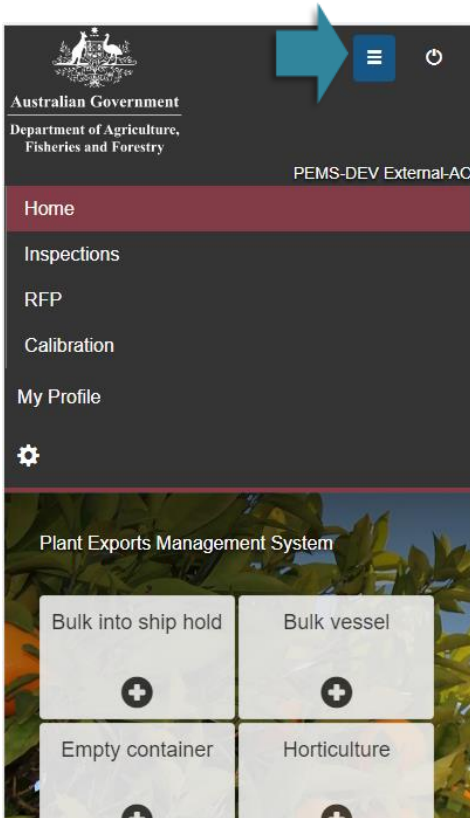 Australian Government
Department of Agriculture,
Fisheries and Forestry
PEMS-DEV External-AO
Home
Inspections
RFP
Calibration
My Profile
Plant Exports Management System
Bulk into ship hold
Bulk vessel
Empty container
Horticulture